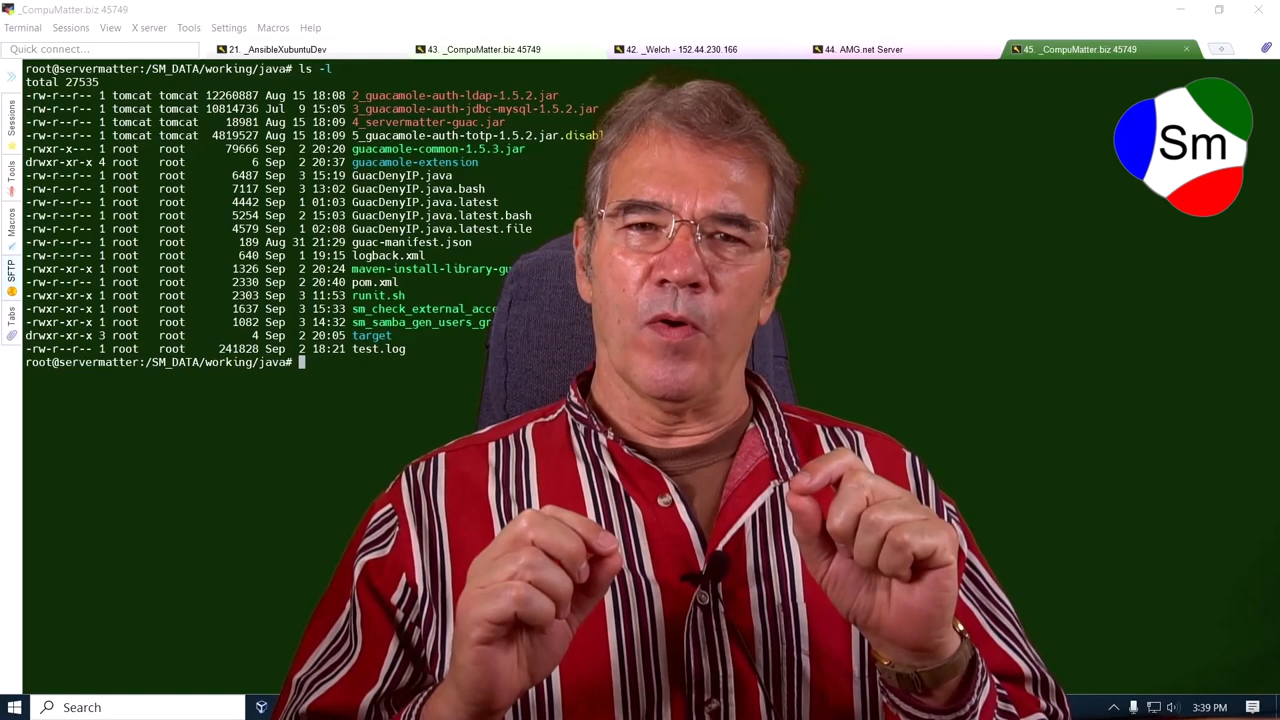 _CompuMatter.biz 45749
Terminal Sessions View X server Tools Settings Macros Help
Quick connect...
21. _AnsibleXubuntuDev
43. _CompuMatter.biz 45749
42. _Welch - 152.44.230.166
44. AMG.net Server
45. _CompuMatter.biz 45749
Sessions
Tools
Macros
SFTP
Tabs
root@servermatter:/SM_DATA/working/java# ls -l
total 27535
-rw-r--r-- 1 tomcat tomcat 12260887 Aug 15 18:08 2_guacamole-auth-ldap-1.5.2.jar
-rw-r--r-- 1 tomcat tomcat 10814736 Jul 9 15:05 3_guacamole-auth-jdbc-mysql-1.5.2.jar
-rw-r--r-- 1 tomcat tomcat 18981 Aug 15 18:09 4_servermatter-guac.jar
-rw-r--r-- 1 tomcat tomcat 4819527 Aug 15 18:09 5_guacamole-auth-totp-1.5.2.jar.disabl
-rwxr-x--- 1 root root 79666 Sep 2 20:20 guacamole-common-1.5.3.jar
drwxr-xr-x 4 root root 6 Sep 2 20:37 guacamole-extension
-rw-r--r-- 1 root root 6487 Sep 3 15:19 GuacDenyIP.java
-rw-r--r-- 1 root root 7117 Sep 3 13:02 GuacDenyIP.java.bash
-rw-r--r-- 1 root root 4442 Sep 1 01:03 GuacDenyIP.java.latest
-rw-r--r-- 1 root root 5254 Sep 2 15:03 GuacDenyIP.java.latest.bash
-rw-r--r-- 1 root root 4579 Sep 1 02:08 GuacDenyIP.java.latest.file
-rw-r--r-- 1 root root 189 Aug 31 21:29 guac-manifest.json
-rw-r--r-- 1 root root 640 Sep 1 19:15 logback.xml
-rwxr-xr-x 1 root root 1326 Sep 2 20:24 maven-install-library-gu
-rw-r--r-- 1 root root 2330 Sep 2 20:40 pom.xml
-rwxr-xr-x 1 root root 2303 Sep 3 11:53 runit.sh
-rwxr-xr-x 1 root root 1637 Sep 3 15:33 sm_check_external_acce
-rwxr-xr-x 1 root root 1082 Sep 3 14:32 sm_samba_gen_users_gr
drwxr-xr-x 3 root root 4 Sep 2 20:05 target
-rw-r--r-- 1 root root 241828 Sep 2 18:21 test.log
root@servermatter:/SM_DATA/working/java#
Sm
Search
3:39 PM